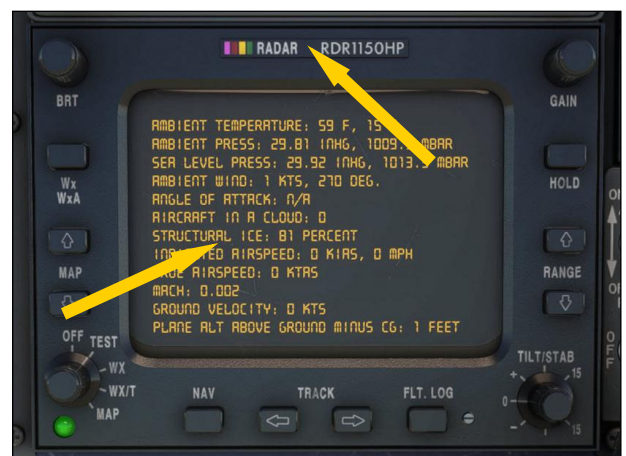 RADAR RDR1150HP
BRT
GAIN
AMBIENT TEMPERATURE: 59 F, 15
AMBIENT PRESS: 29.81 INHG, 1009. MBAR
SEA LEVEL PRESS: 29.92 INHG, 1013. MBAR
AMBIENT WIND: 1 KTS, 270 DEG.
ANGLE OF ATTACK: N/A
AIRCRAFT IN A CLOUD: 0
STRUCTURAL ICE: 81 PERCENT
AIRSPEED: 0 KIAS, 0 MPH
AIRSPEED: 0 KTAS
MACH: 0.002
GROUND VELOCITY: 0 KTS
PLANE ALT ABOVE GROUND MINUS CG: 1 FEET
Wx
WxA
HOLD
MAP
RANGE
OFF
TEST
WX
WX/T
MAP
NAV
TRACK
FLT. LOG
TILT/STAB
+
15
0
-
15
O
F
F